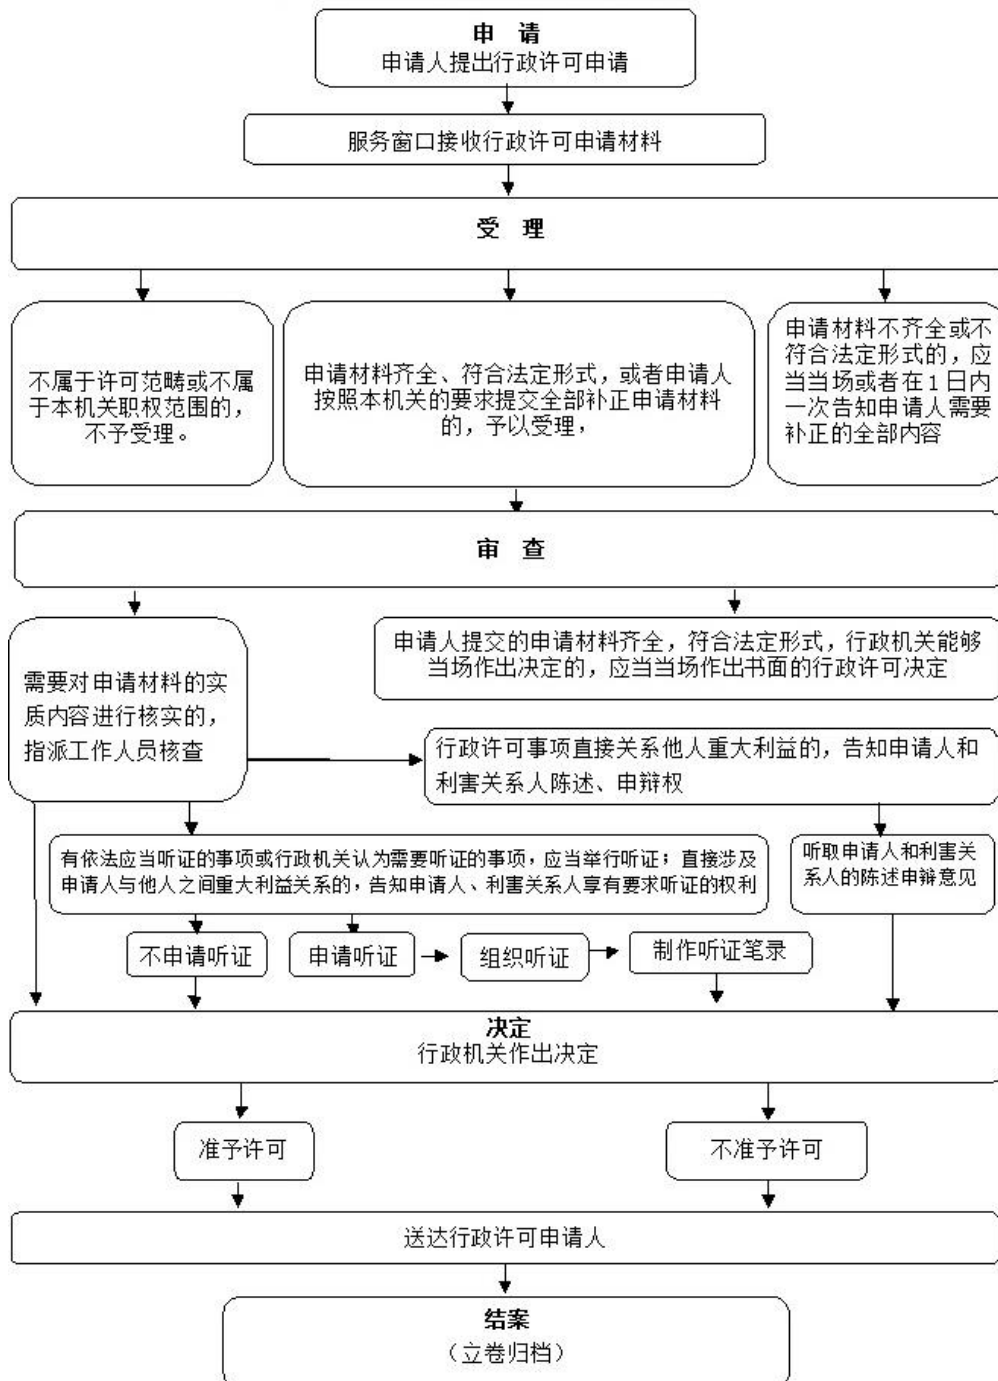 申 请
申请人提出行政许可申请
服务窗口接收行政许可申请材料
受 理
不属于许可范畴或不属
于本机关职权范围的，
不予受理。
申请材料齐全、符合法定形式，或者申请人
按照本机关的要求提交全部补正申请材料
的，予以受理，
申请材料不齐全或不
符合法定形式的，应
当当场或者在1日内
一次告知申请人需要
补正的全部内容
审 查
需要对申请材料的实
质内容进行核实的，
指派工作人员核查
申请人提交的申请材料齐全，符合法定形式，行政机关能够
当场作出决定的，应当当场作出书面的行政许可决定
行政许可事项直接关系他人重大利益的，告知申请人和
利害关系人陈述、申辩权
有依法应当听证的事项或行政机关认为需要听证的事项，应当举行听证；直接涉及
申请人与他人之间重大利益关系的，告知申请人、利害关系人享有要求听证的权利
听取申请人和利害关
系人的陈述申辩意见
不申请听证
申请听证
组织听证
制作听证笔录
决定
行政机关作出决定
准予许可
不准予许可
送达行政许可申请人
结案
（立卷归档）